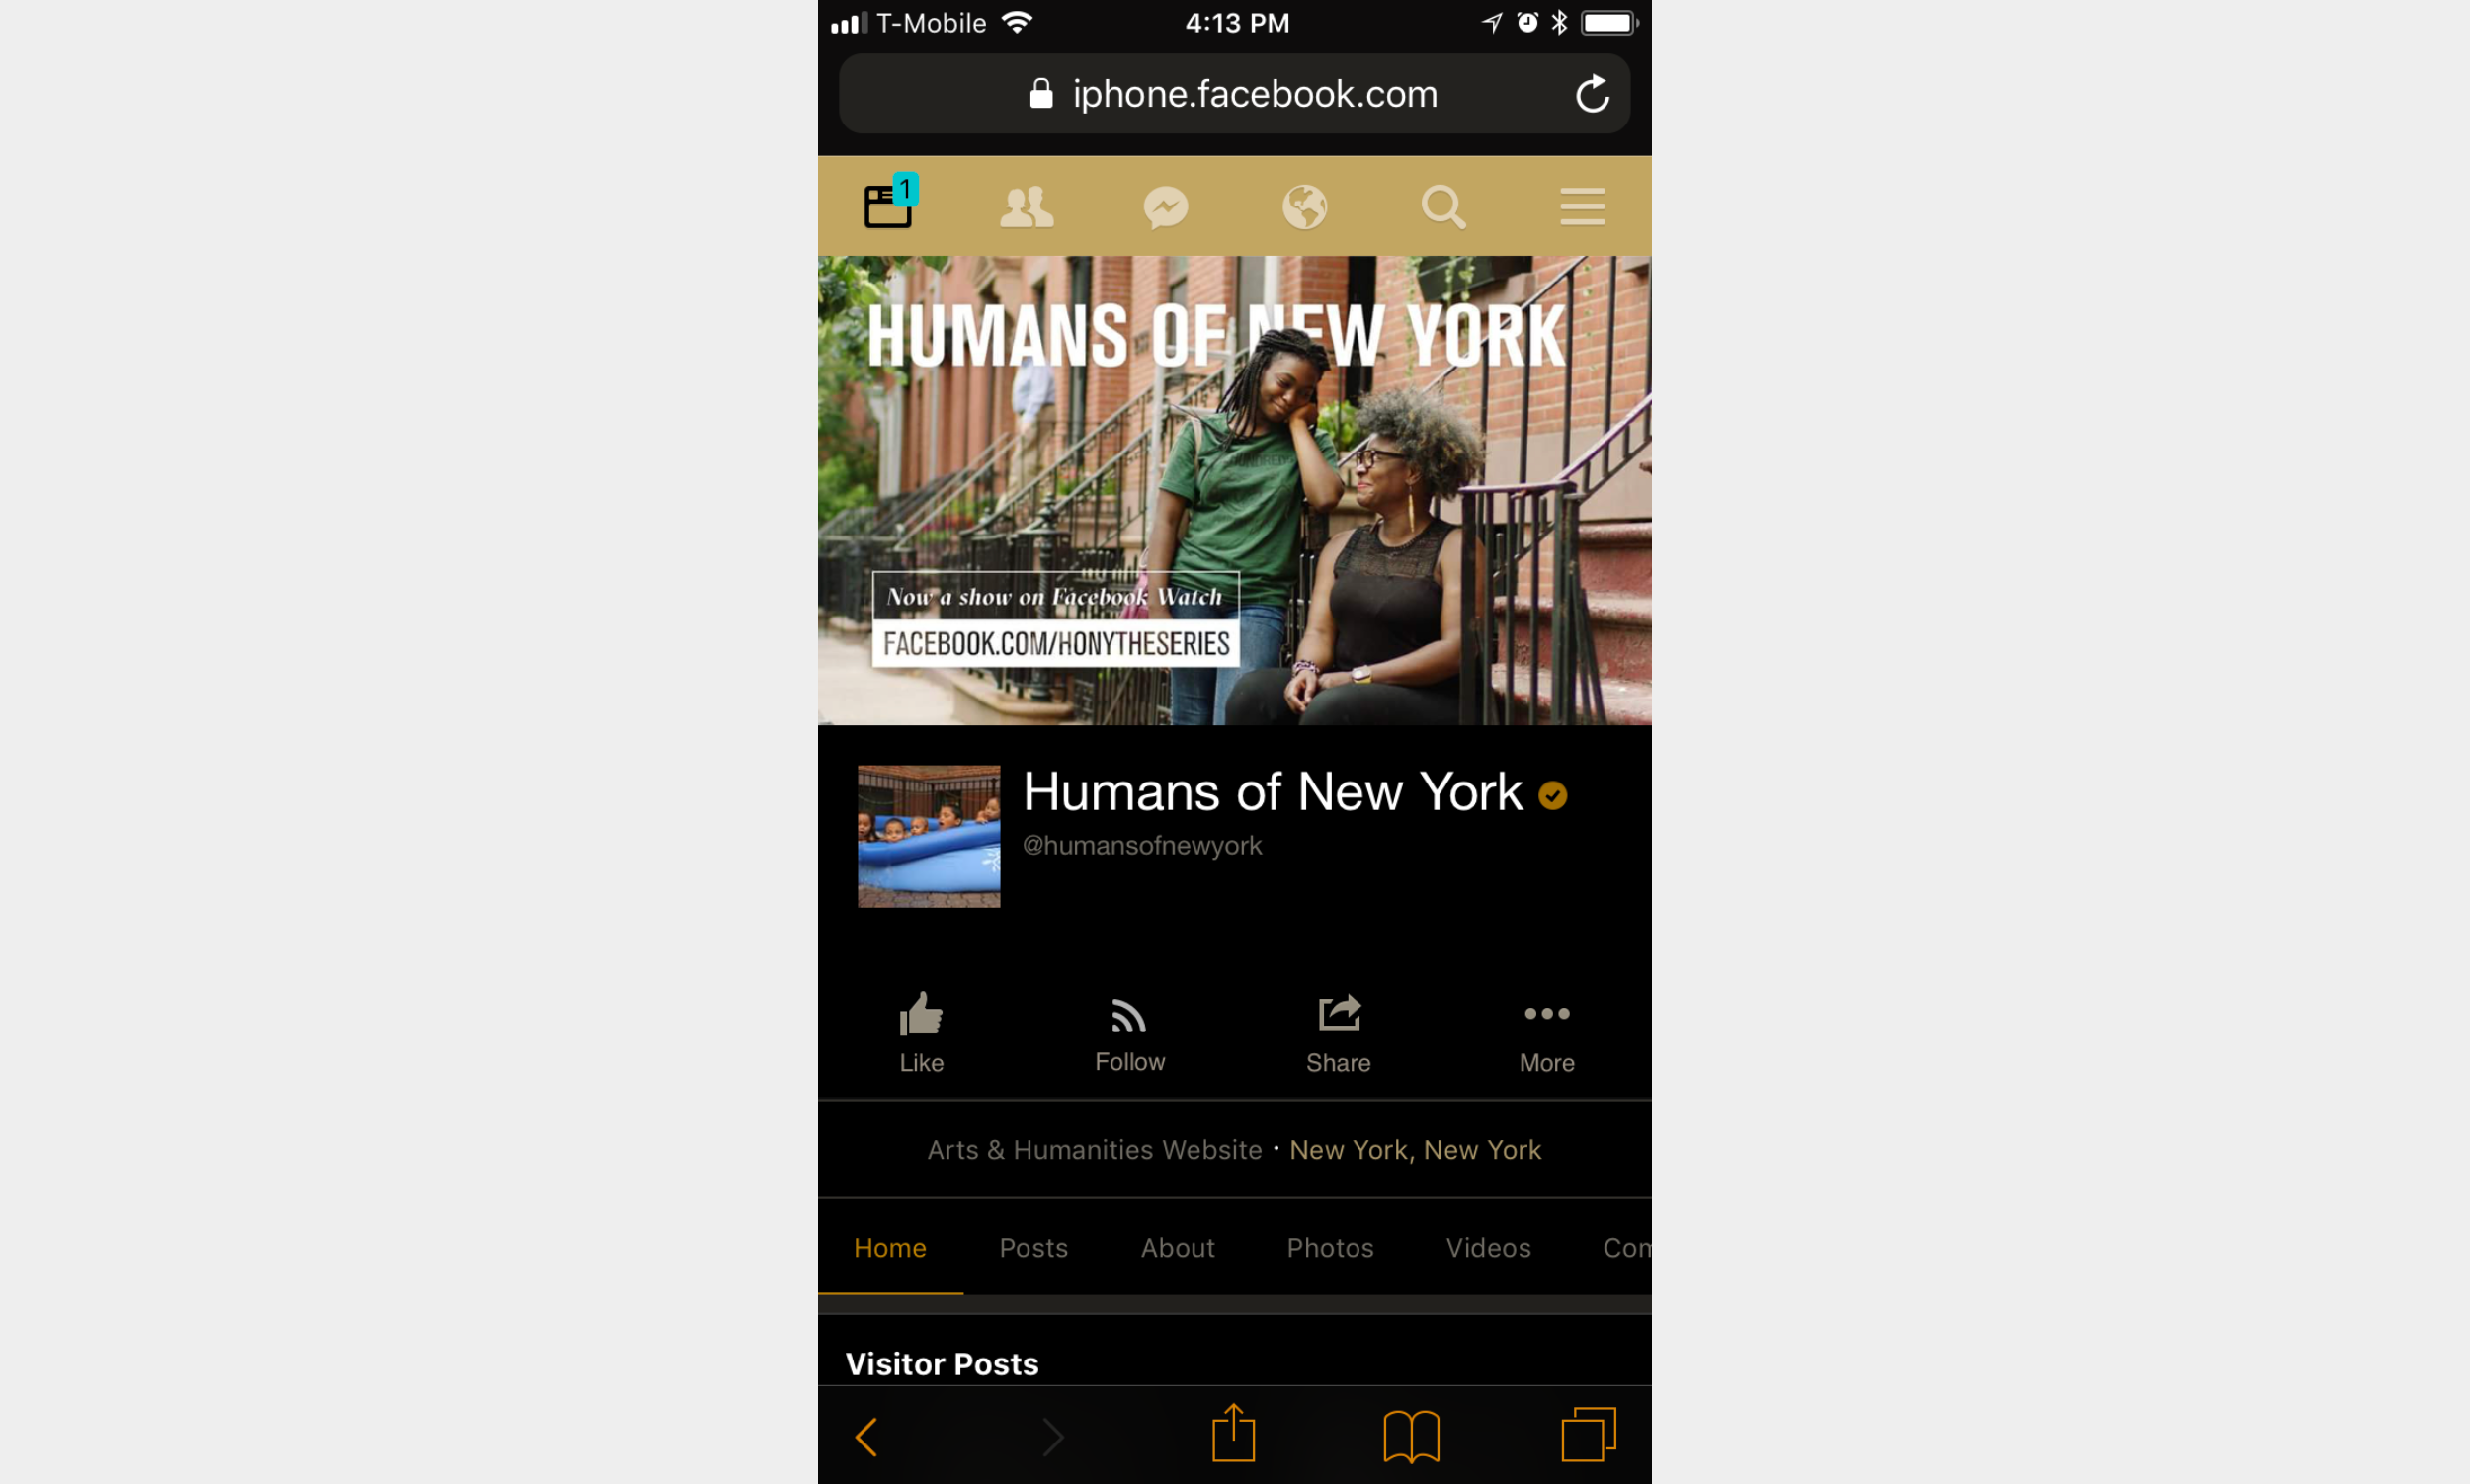 T-Mobile 4:13 PM
iphone.facebook.com
1
HUMANS OF NEW YORK
Now a show on Facebook Watch
FACEBOOK.COM/HONYTHESERIES
Humans of New York
@humansofnewyork
Like Follow Share More
Arts & Humanities Website · New York, New York
Home Posts About Photos Videos Com
Visitor Posts